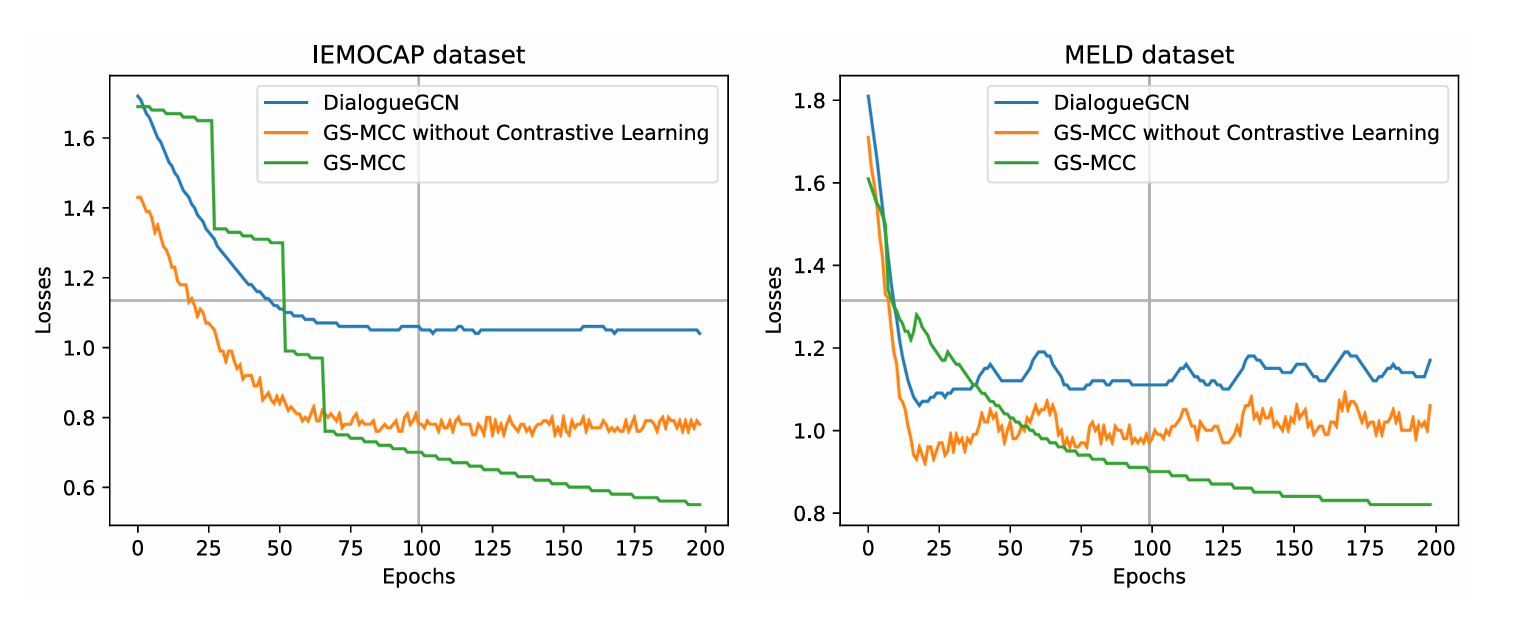 IEMOCAP dataset
DialogueGCN
GS-MCC without Contrastive Learning
GS-MCC
1.6
1.4
1.2
1.0
0.8
0.6
Losses
0 25 50 75 100 125 150 175 200
Epochs
MELD dataset
DialogueGCN
GS-MCC without Contrastive Learning
GS-MCC
1.8
1.6
1.4
1.2
1.0
0.8
Losses
0 25 50 75 100 125 150 175 200
Epochs